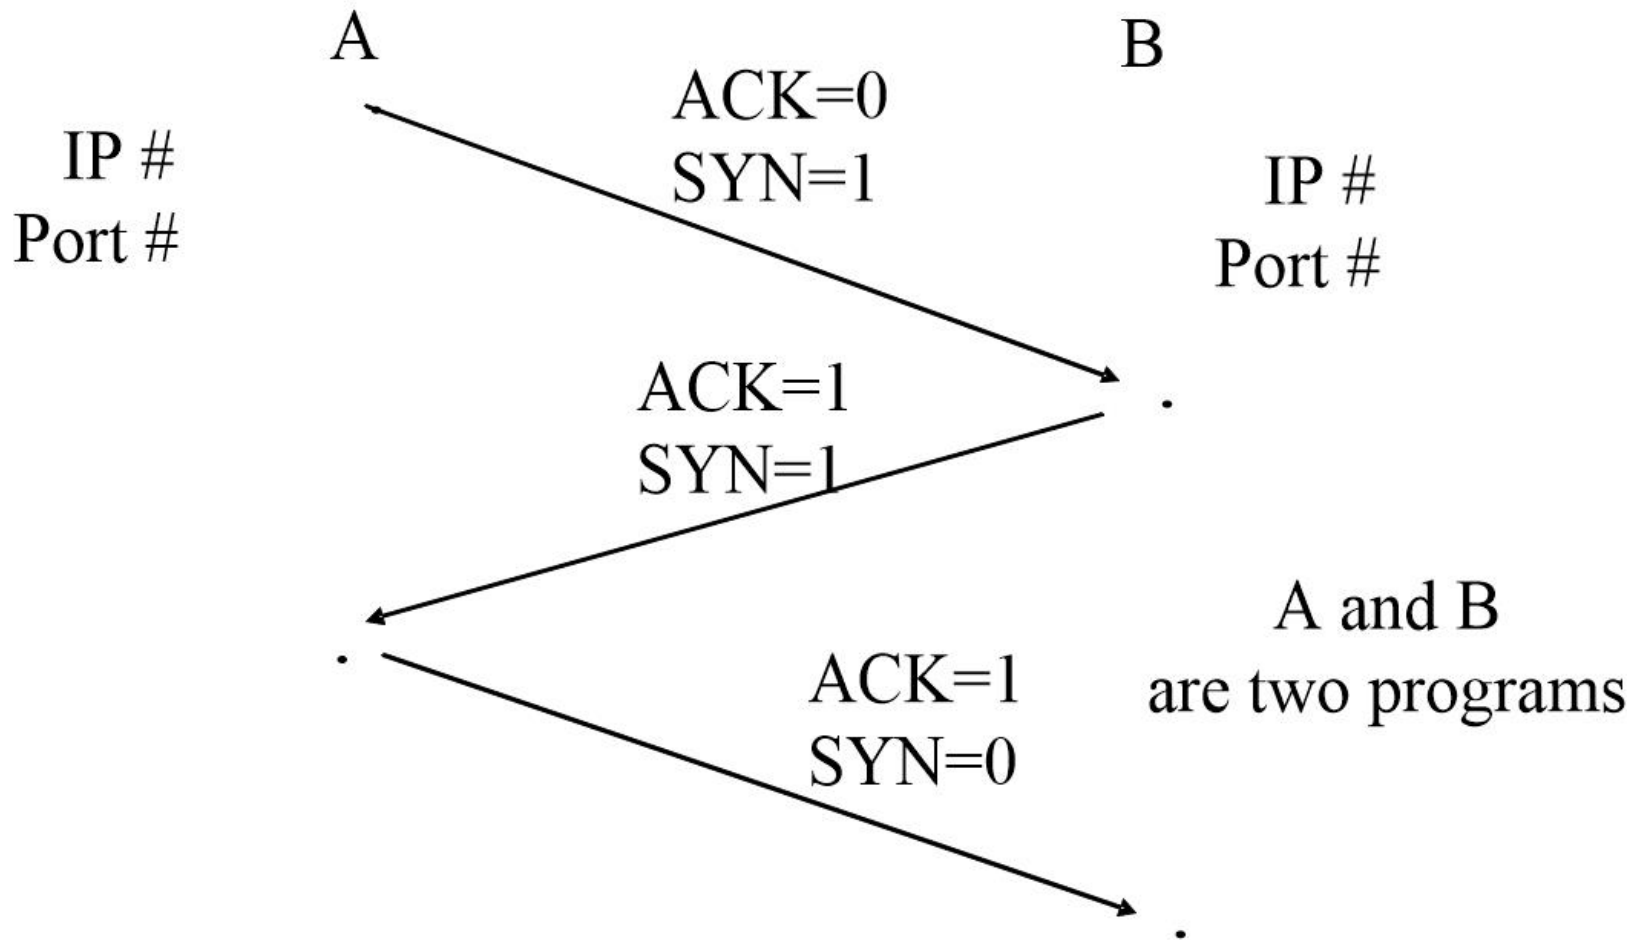 A
B
ACK=0
SYN=1
IP #
Port #
IP #
Port #
ACK=1
SYN=1
A and B
are two programs
ACK=1
SYN=0